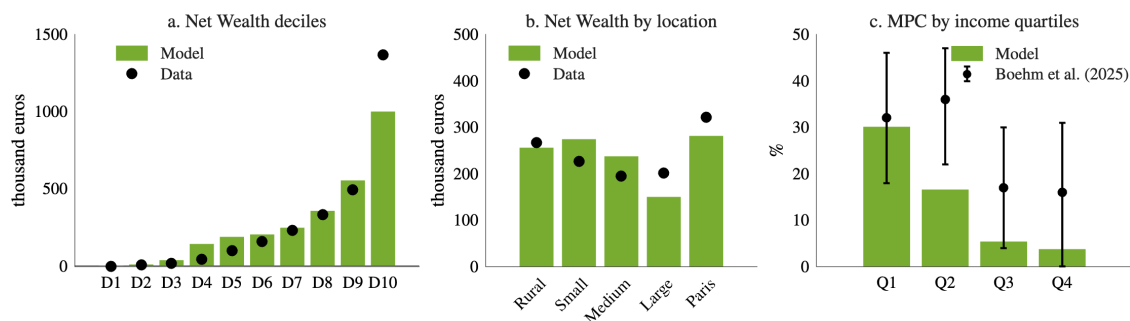 a. Net Wealth deciles
thousand euros
1500
1000
500
0
Model
Data
D1 D2 D3 D4 D5 D6 D7 D8 D9 D10
b. Net Wealth by location
thousand euros
500
400
300
200
100
0
Model
Data
Rural Small Medium Large Paris
c. MPC by income quartiles
%
50
40
30
20
10
0
Model
Boehm et al. (2025)
Q1 Q2 Q3 Q4